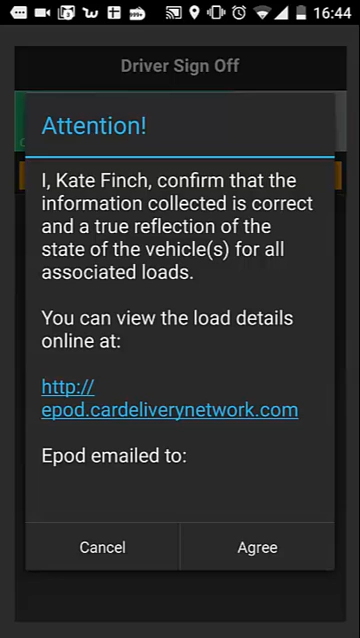 16:44
Driver Sign Off
Attention!
I, Kate Finch, confirm that the
information collected is correct
and a true reflection of the
state of the vehicle(s) for all
associated loads.
You can view the load details
online at:
http://
epod.cardeliverynetwork.com
Epod emailed to:
Cancel
Agree